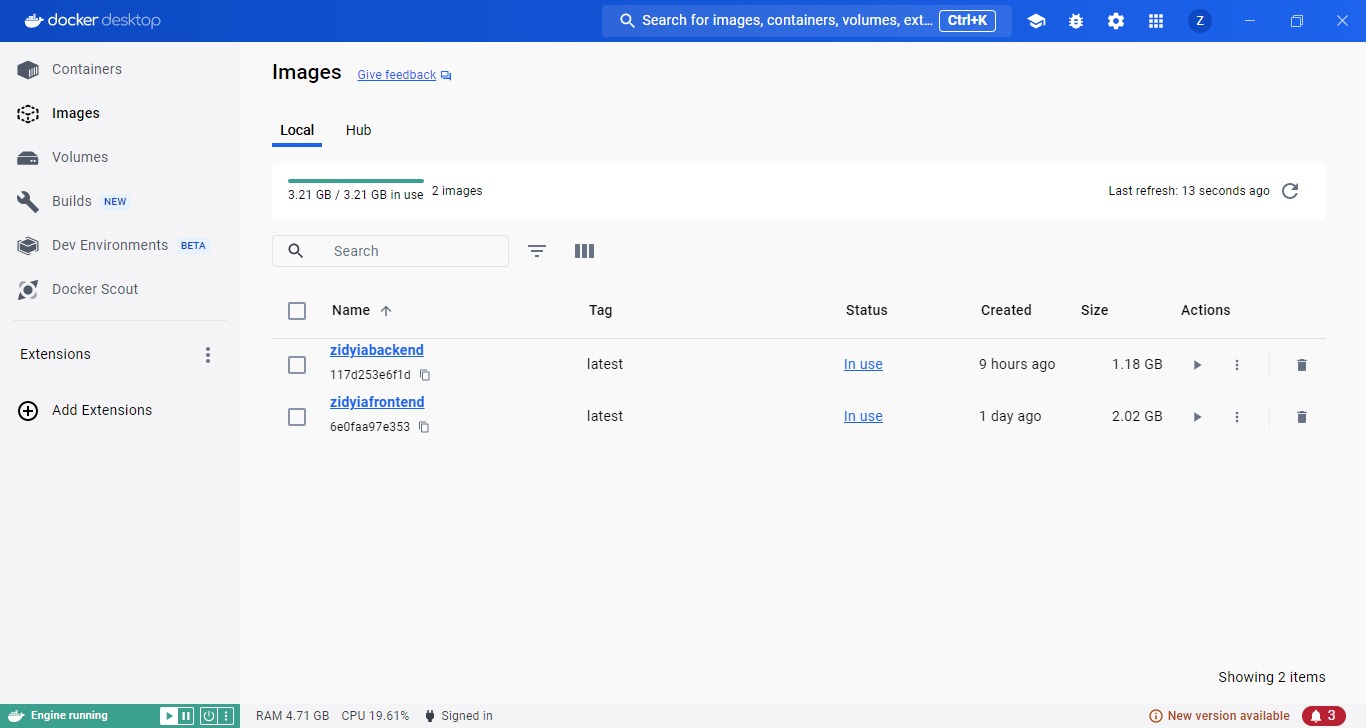 docker desktop
Search for images, containers, volumes, ext... Ctrl+K
Z
Containers
Images
Volumes
Builds NEW
Dev Environments BETA
Docker Scout
Extensions
Add Extensions
Images Give feedback
Local Hub
3.21 GB / 3.21 GB in use 2 images
Last refresh: 13 seconds ago
Search
Name Tag Status Created Size Actions
zidyiabackend
117d253e6f1d
latest In use 9 hours ago 1.18 GB
zidyiafrontend
6e0faa97e353
latest In use 1 day ago 2.02 GB
Showing 2 items
Engine running
RAM 4.71 GB CPU 19.61% Signed in
New version available 3